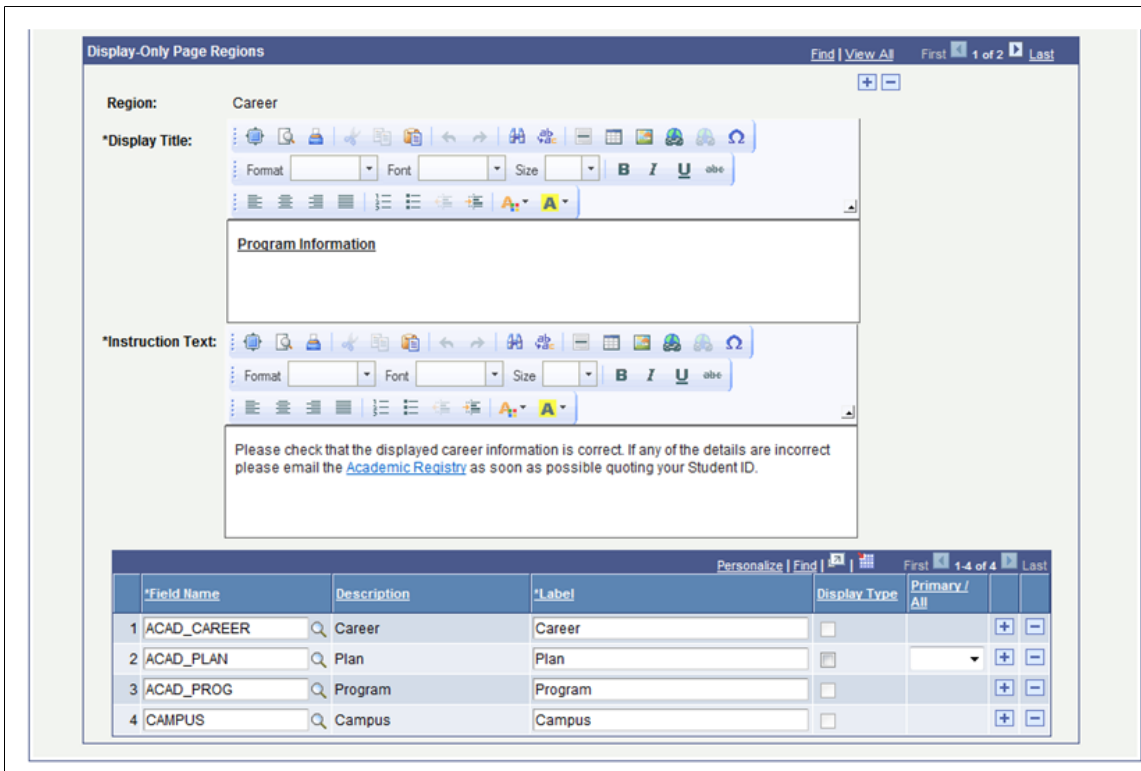 Display-Only Page Regions Find | View All First 1 of 2 Last
Region: Career
*Display Title:
Format Font Size B I U abc
A A
Program Information
*Instruction Text:
Format Font Size B I U abc
A A
Please check that the displayed career information is correct. If any of the details are incorrect
please email the Academic Registry as soon as possible quoting your Student ID.
Personalize | Find | | First 1-4 of 4 Last
*Field Name Description *Label Display Type Primary / All
1 ACAD_CAREER Career Career
2 ACAD_PLAN Plan Plan
3 ACAD_PROG Program Program
4 CAMPUS Campus Campus